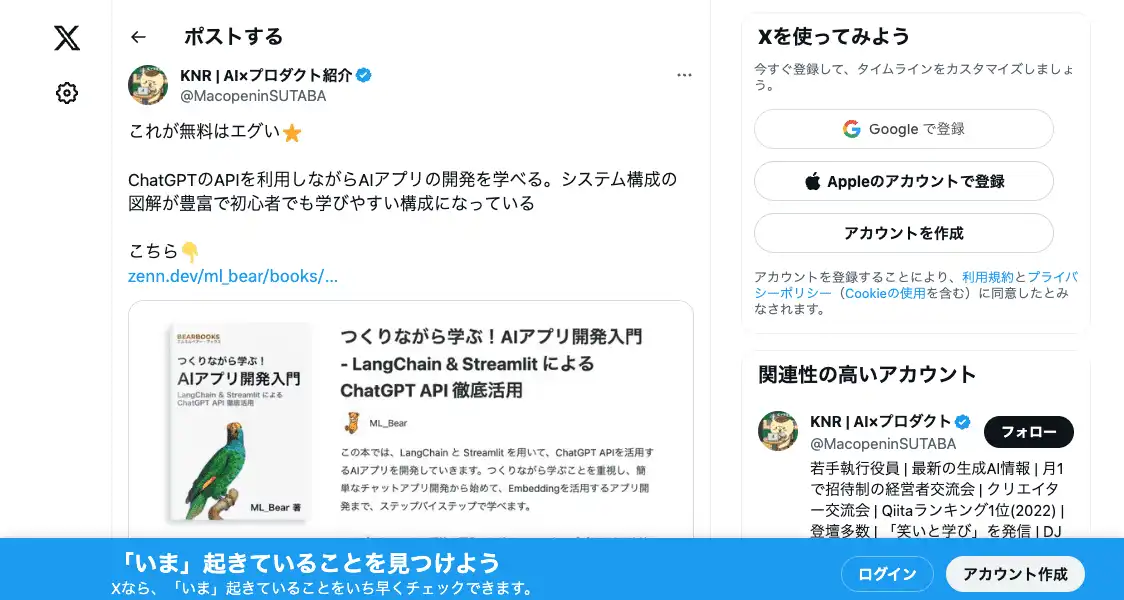 ポストする
KNR | AI×プロダクト紹介
@MacopeninSUTABA
これが無料はエグい⭐
ChatGPTのAPIを利用しながらAIアプリの開発を学べる。システム構成の
図解が豊富で初心者でも学びやすい構成になっている
こちら👇
zenn.dev/ml_bear/books/…
BEARBOOKS
つくりながら学ぶ！
AIアプリ開発入門
LangChain & Streamlit による
ChatGPT API 徹底活用
ML_Bear 著
つくりながら学ぶ！AIアプリ開発入門
- LangChain & Streamlit による
ChatGPT API 徹底活用
ML_Bear
この本では、LangChain と Streamlit を用いて、ChatGPT APIを活用す
るAIアプリを開発していきます。つくりながら学ぶことを重視し、簡
単なチャットアプリ開発から始めて、Embeddingを活用するアプリ開
発まで、ステップバイステップで学べます。
Xを使ってみよう
今すぐ登録して、タイムラインをカスタマイズしましょ
う。
Google で登録
Appleのアカウントで登録
アカウントを作成
アカウントを登録することにより、利用規約とプライバ
シーポリシー（Cookieの使用を含む）に同意したとみ
なされます。
関連性の高いアカウント
KNR | AI×プロダクト
@MacopeninSUTABA
フォロー
若手執行役員 | 最新の生成AI情報 | 月1
で招待制の経営者交流会 | クリエイタ
ー交流会 | Qiitaランキング1位(2022) |
登壇多数 | 「笑いと学び」を発信 | DJ
「いま」起きていることを見つけよう
Xなら、「いま」起きていることをいち早くチェックできます。
ログイン
アカウント作成